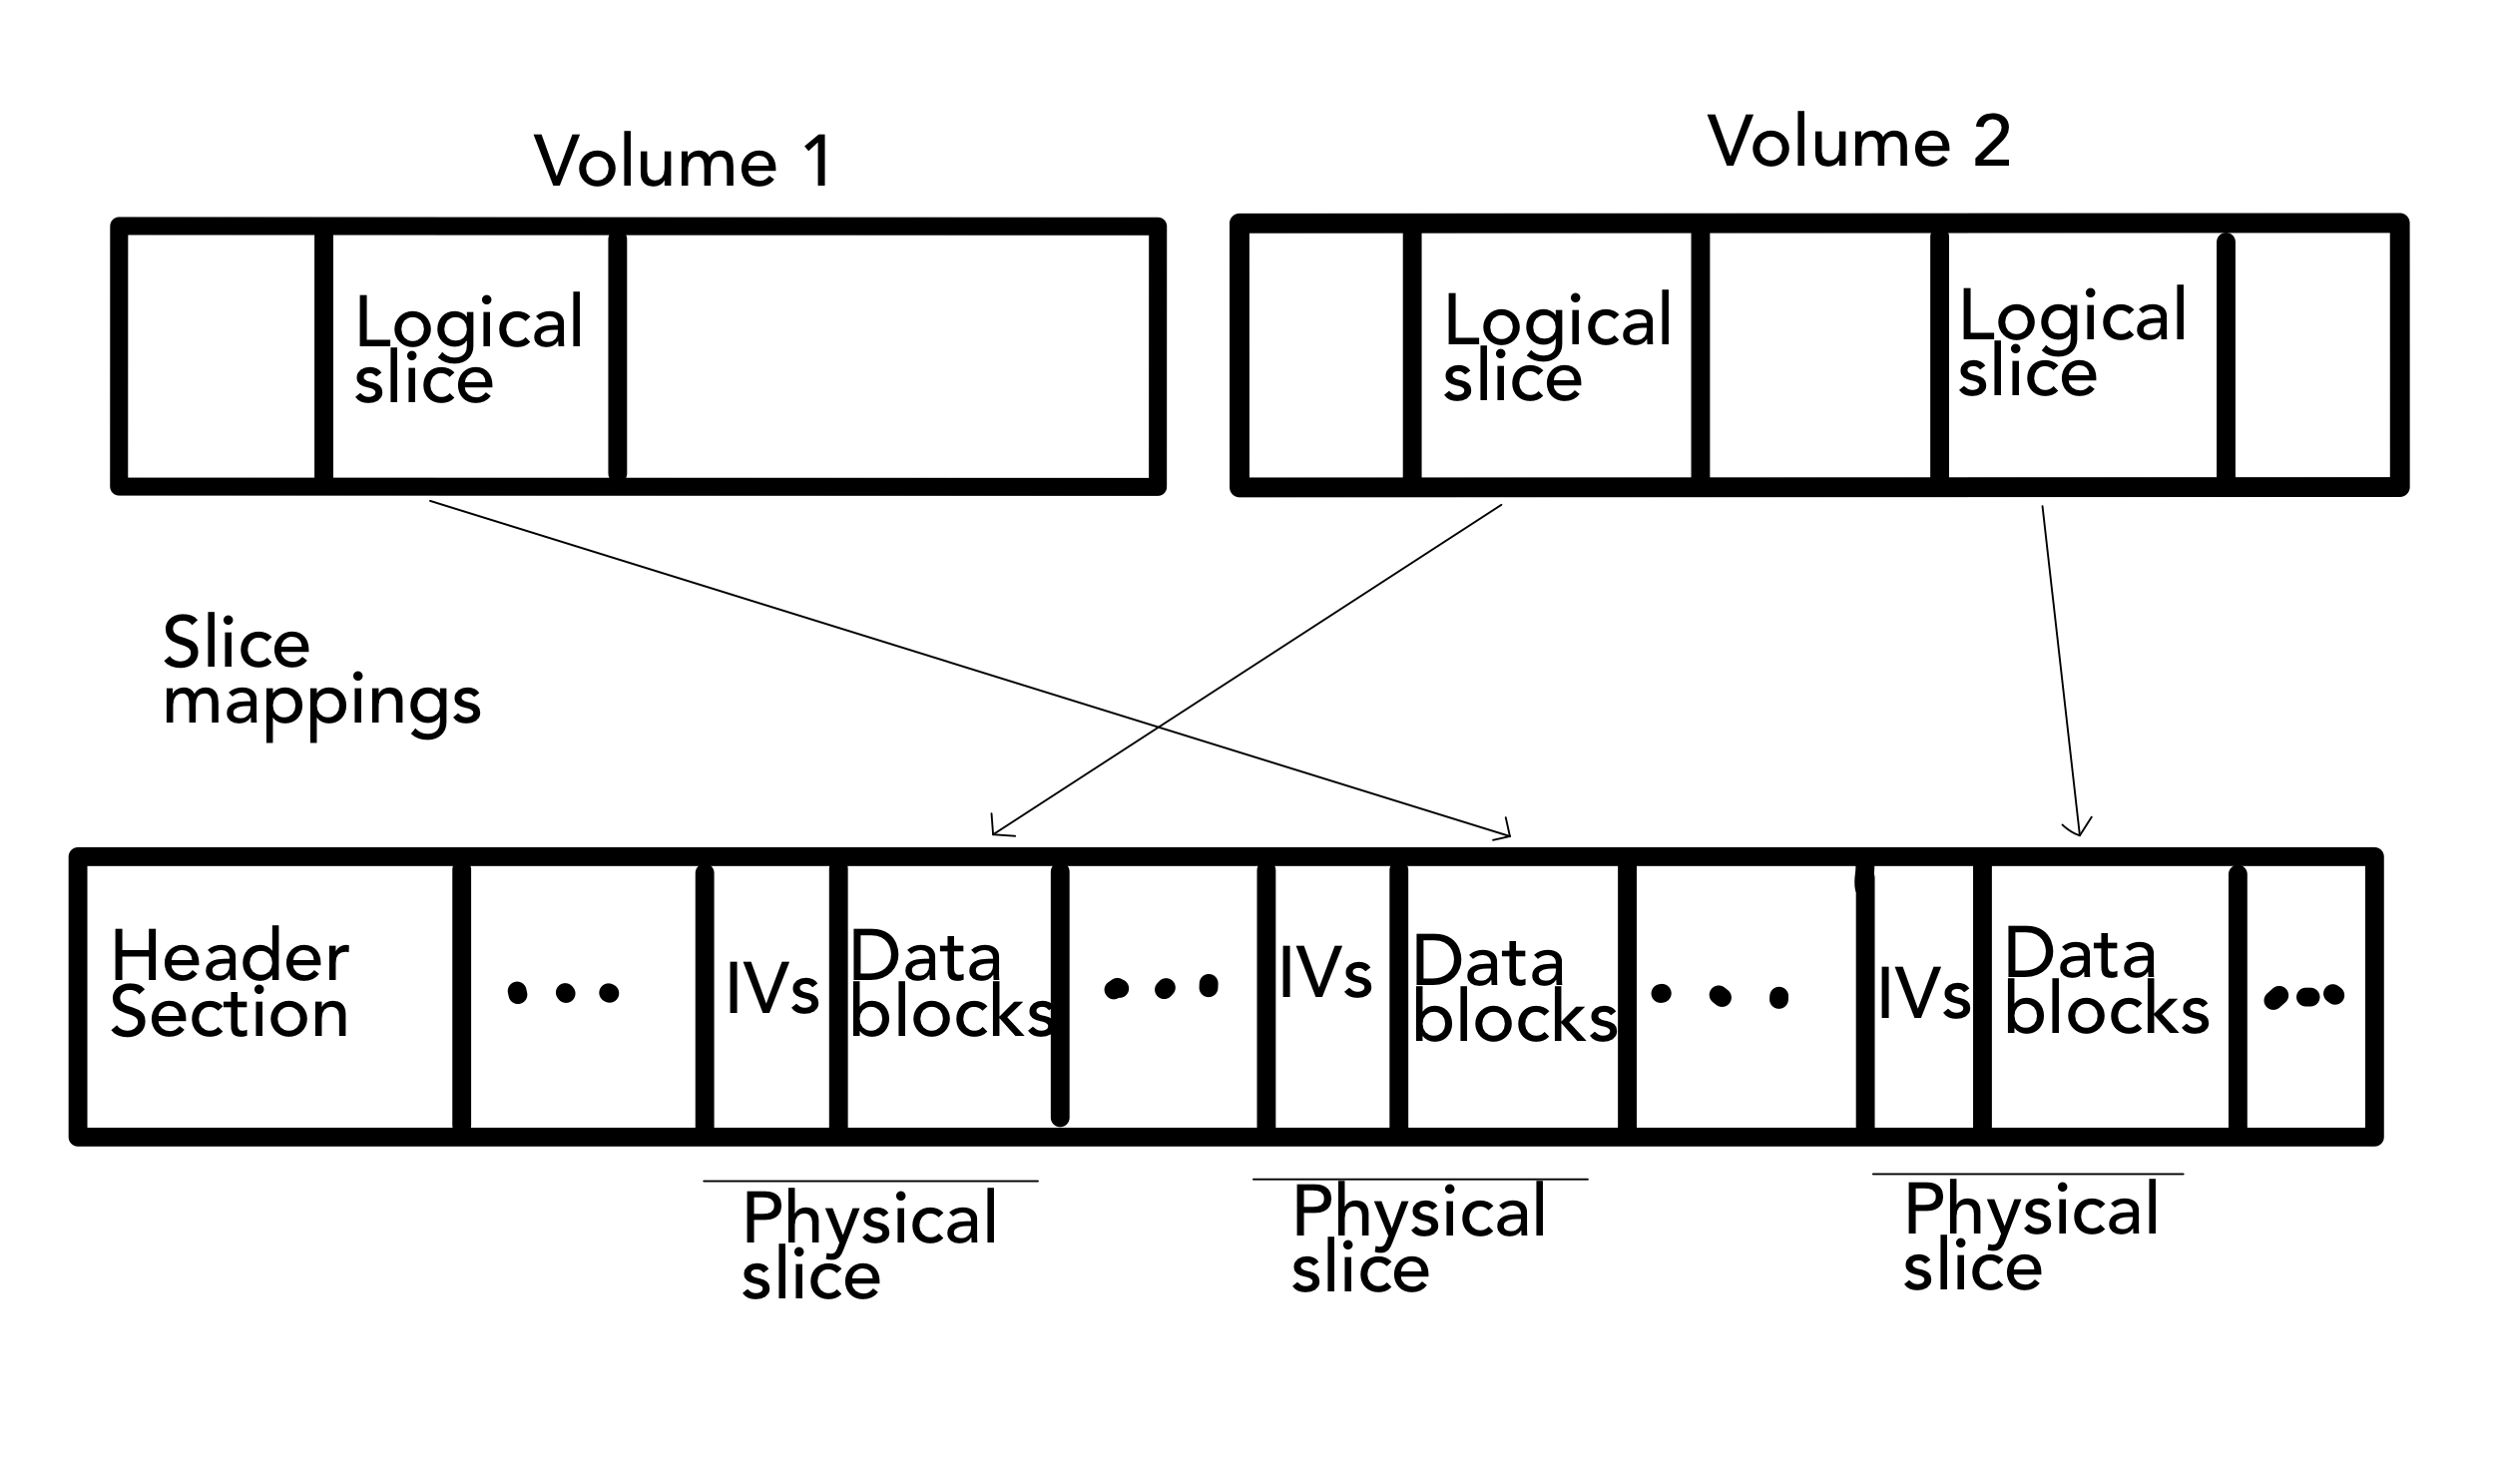 Volume 1
Volume 2
Logical
slice
Logical
slice
Logical
slice
Slice
mappings
Header
Section
IVs
Data
blocks
IVs
Data
blocks
IVs
Data
blocks
Physical
slice
Physical
slice
Physical
slice